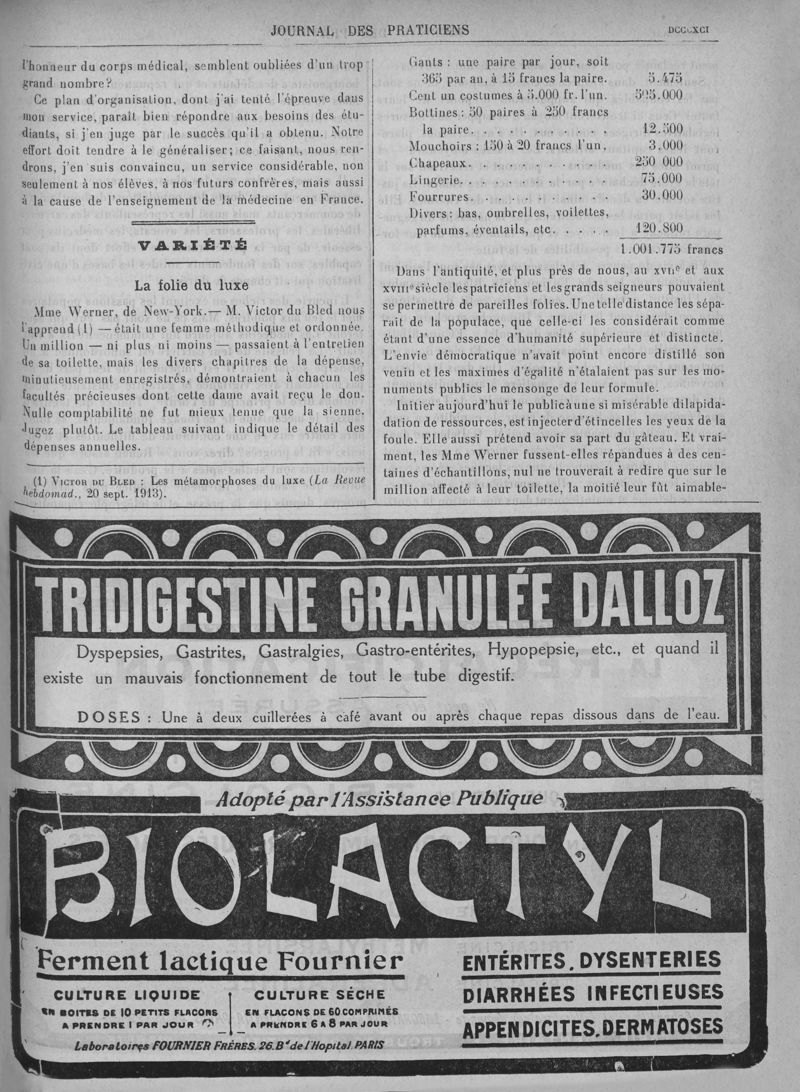 JOURNAL DES PRATICIENS
l'honneur du corps médical, semblent oubliées d'un trop
grand nombre?
Ce plan d'organisation, dont j'ai tenté l'épreuve dans
mon service, paraît bien répondre aux besoins des étu-
diants, si j'en juge par le succès qu'il a obtenu. Notre
effort doit tendre à le généraliser; ce faisant, nous ren-
drons, j'en suis convaincu, un service considérable, non
seulement à nos élèves, à nos futurs confrères, mais aussi
à la cause de l'enseignement de la médecine en France.
VARIÉTÉ
La folie du luxe
Mme Werner, de New-York.— M. Victor du Bled nous
l'apprend (1) — était une femme méthodique et ordonnée.
Un million — ni plus ni moins — passaient à l'entretien
de sa toilette, mais les divers chapitres de la dépense,
minutieusement enregistrés, démontraient à chacun les
facultés précieuses dont cette dame avait reçu le don.
Nulle comptabilité ne fut mieux tenue que la sienne.
Jugez plutôt. Le tableau suivant indique le détail des
dépenses annuelles.
(1) VICTOR DU BLED : Les métamorphoses du luxe (La Revue
hebdomad., 20 sept. 1913).
Gants : une paire par jour, soit
365 par an, à 15 francs la paire. 5.475
Cent un costumes à 5.000 fr. l'un. 505.000
Bottines : 50 paires à 250 francs
la paire. . . . . . . . . . 12.500
Mouchoirs : 150 à 20 francs l'un. 3.000
Chapeaux. . . . . . . . . . 250 000
Lingerie. . . . . . . . . . . 75.000
Fourrures. . . . . . . . . . 30.000
Divers : bas, ombrelles, voilettes,
parfums, éventails, etc. . . . . 120.800
1.001.775 francs
Dans l'antiquité, et plus près de nous, au XVIIe et aux
XVIIIe siècle les patriciens et les grands seigneurs pouvaient
se permettre de pareilles folies. Une telle distance les sépa-
rait de la populace, que celle-ci les considérait comme
étant d'une essence d'humanité supérieure et distincte.
L'envie démocratique n'avait point encore distillé son
venin et les maximes d'égalité n'étalaient pas sur les mo-
numents publics le mensonge de leur formule.
Initier aujourd'hui le public à une si misérable dilapida-
dation de ressources, est injecter d'étincelles les yeux de la
foule. Elle aussi prétend avoir sa part du gâteau. Et vrai-
ment, les Mme Werner fussent-elles répandues à des cen-
taines d'échantillons, nul ne trouverait à redire que sur le
million affecté à leur toilette, la moitié leur fût aimable-
TRIDIGESTINE GRANULÉE DALLOZ
Dyspepsies, Gastrites, Gastralgies, Gastro-entérites, Hypopepsie, etc., et quand il
existe un mauvais fonctionnement de tout le tube digestif.
DOSES : Une à deux cuillerées à café avant ou après chaque repas dissous dans de l'eau.
Adopté par l'Assistance Publique
BIOLACTYL
Ferment lactique Fournier
CULTURE LIQUIDE
EN BOITES DE 10 PETITS FLACONS
A PRENDRE 1 PAR JOUR
CULTURE SÈCHE
EN FLACONS DE 60 COMPRIMÉS
A PRENDRE 6 A 8 PAR JOUR
Laboratoires FOURNIER FRÈRES. 26. Bd de l'Hopital. PARIS
ENTÉRITES. DYSENTERIES
DIARRHÉES INFECTIEUSES
APPENDICITES. DERMATOSES